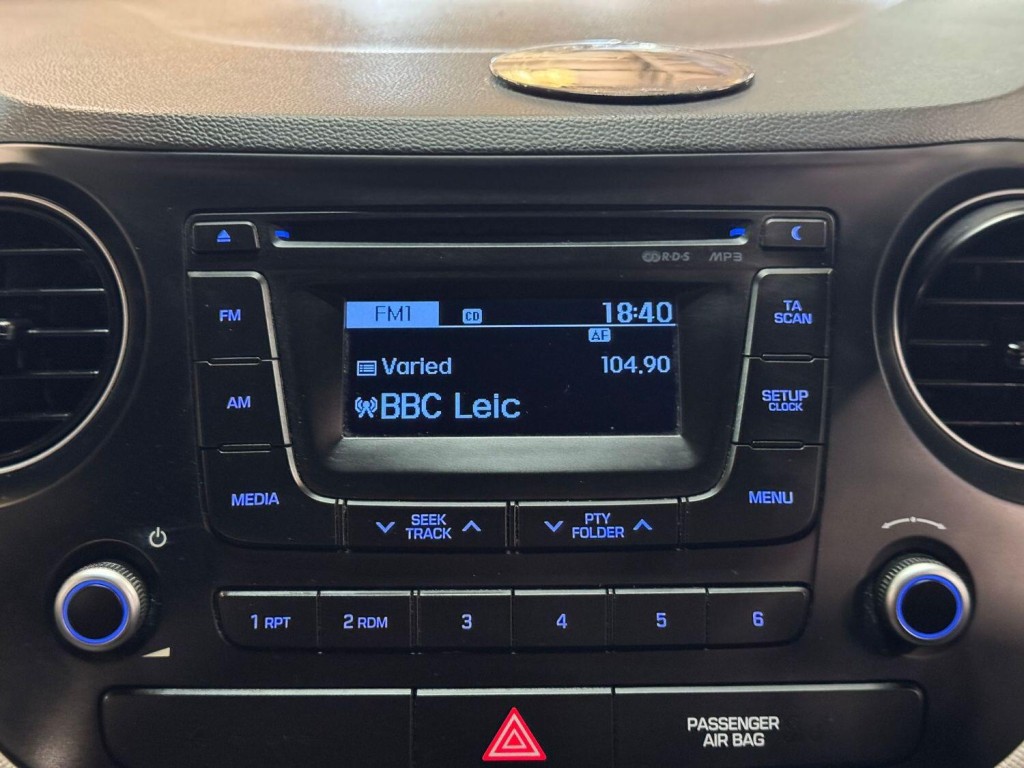 R·D·S MP3
FM1 CD 18:40
AF
Varied 104.90
BBC Leic
FM
AM
MEDIA
TA
SCAN
SETUP
CLOCK
MENU
SEEK
TRACK
PTY
FOLDER
1 RPT 2 RDM 3 4 5 6
PASSENGER
AIR BAG